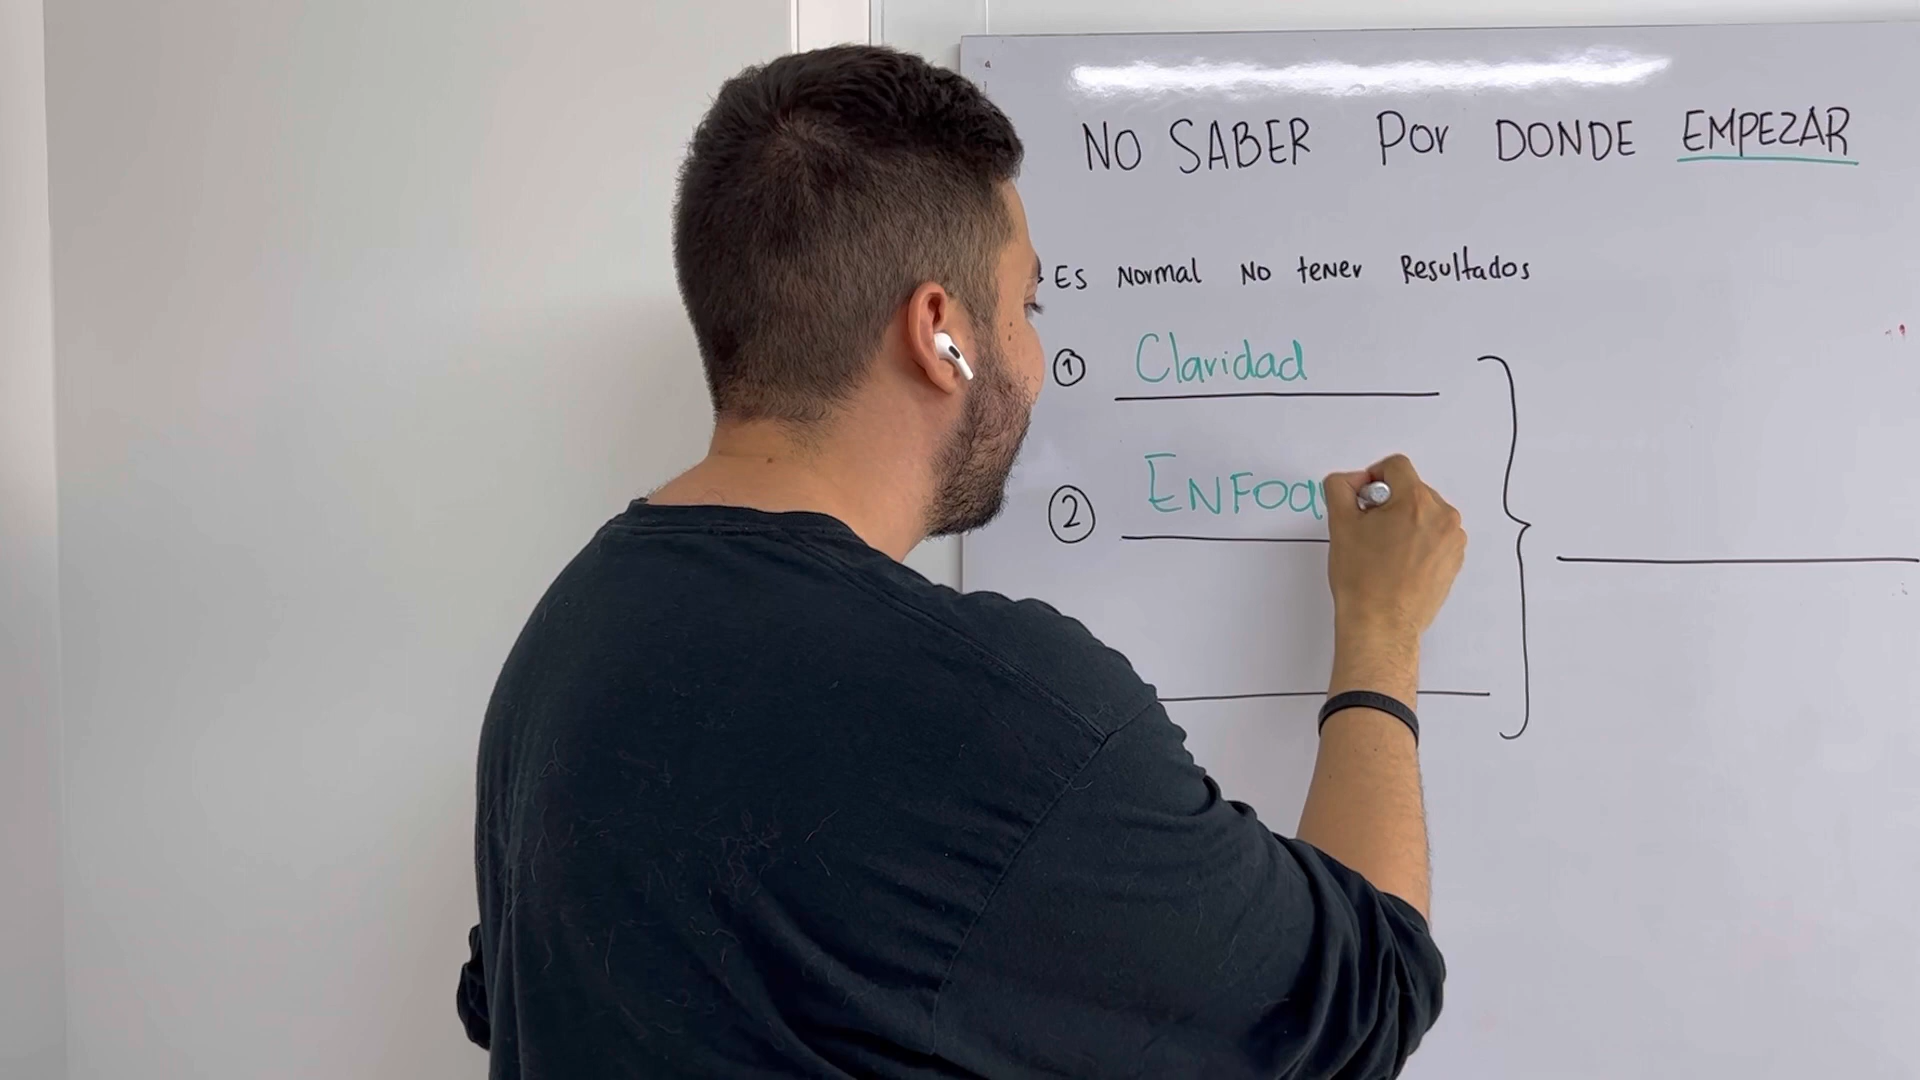 NO SABER POR DONDE EMPEZAR
Es Normal No tener Resultados
1 Claridad
2